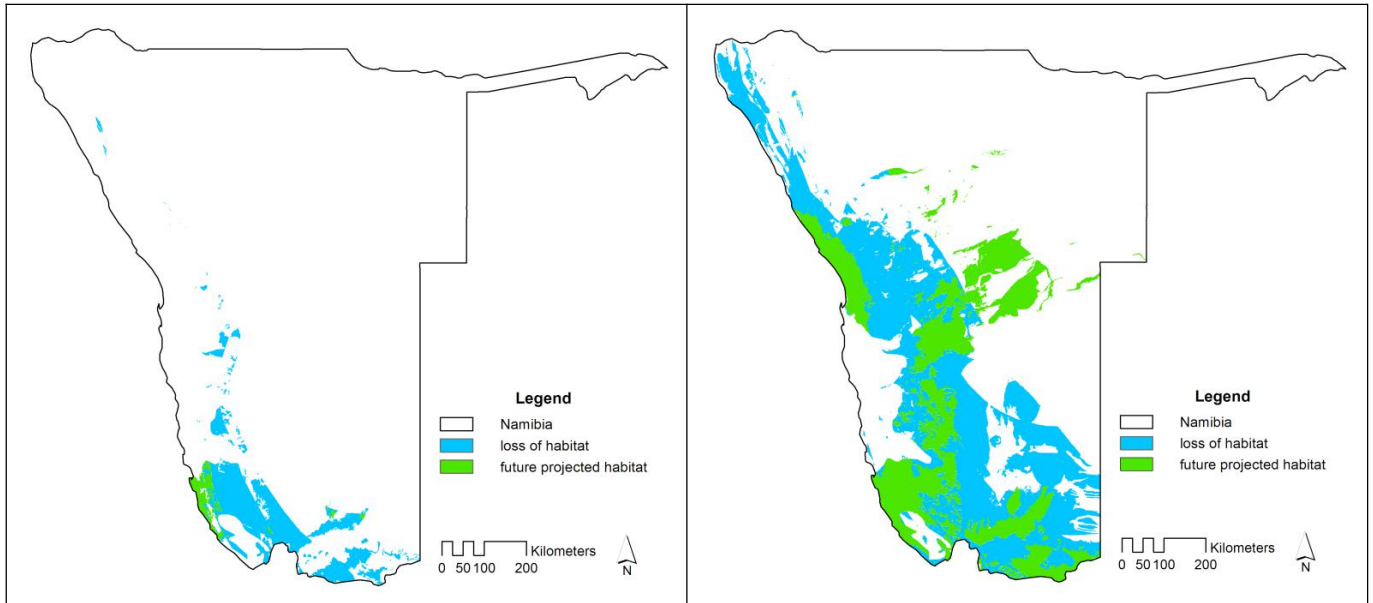 Legend
Namibia
loss of habitat
future projected habitat
Kilometers
0 50 100 200
N
Legend
Namibia
loss of habitat
future projected habitat
Kilometers
0 50 100 200
N